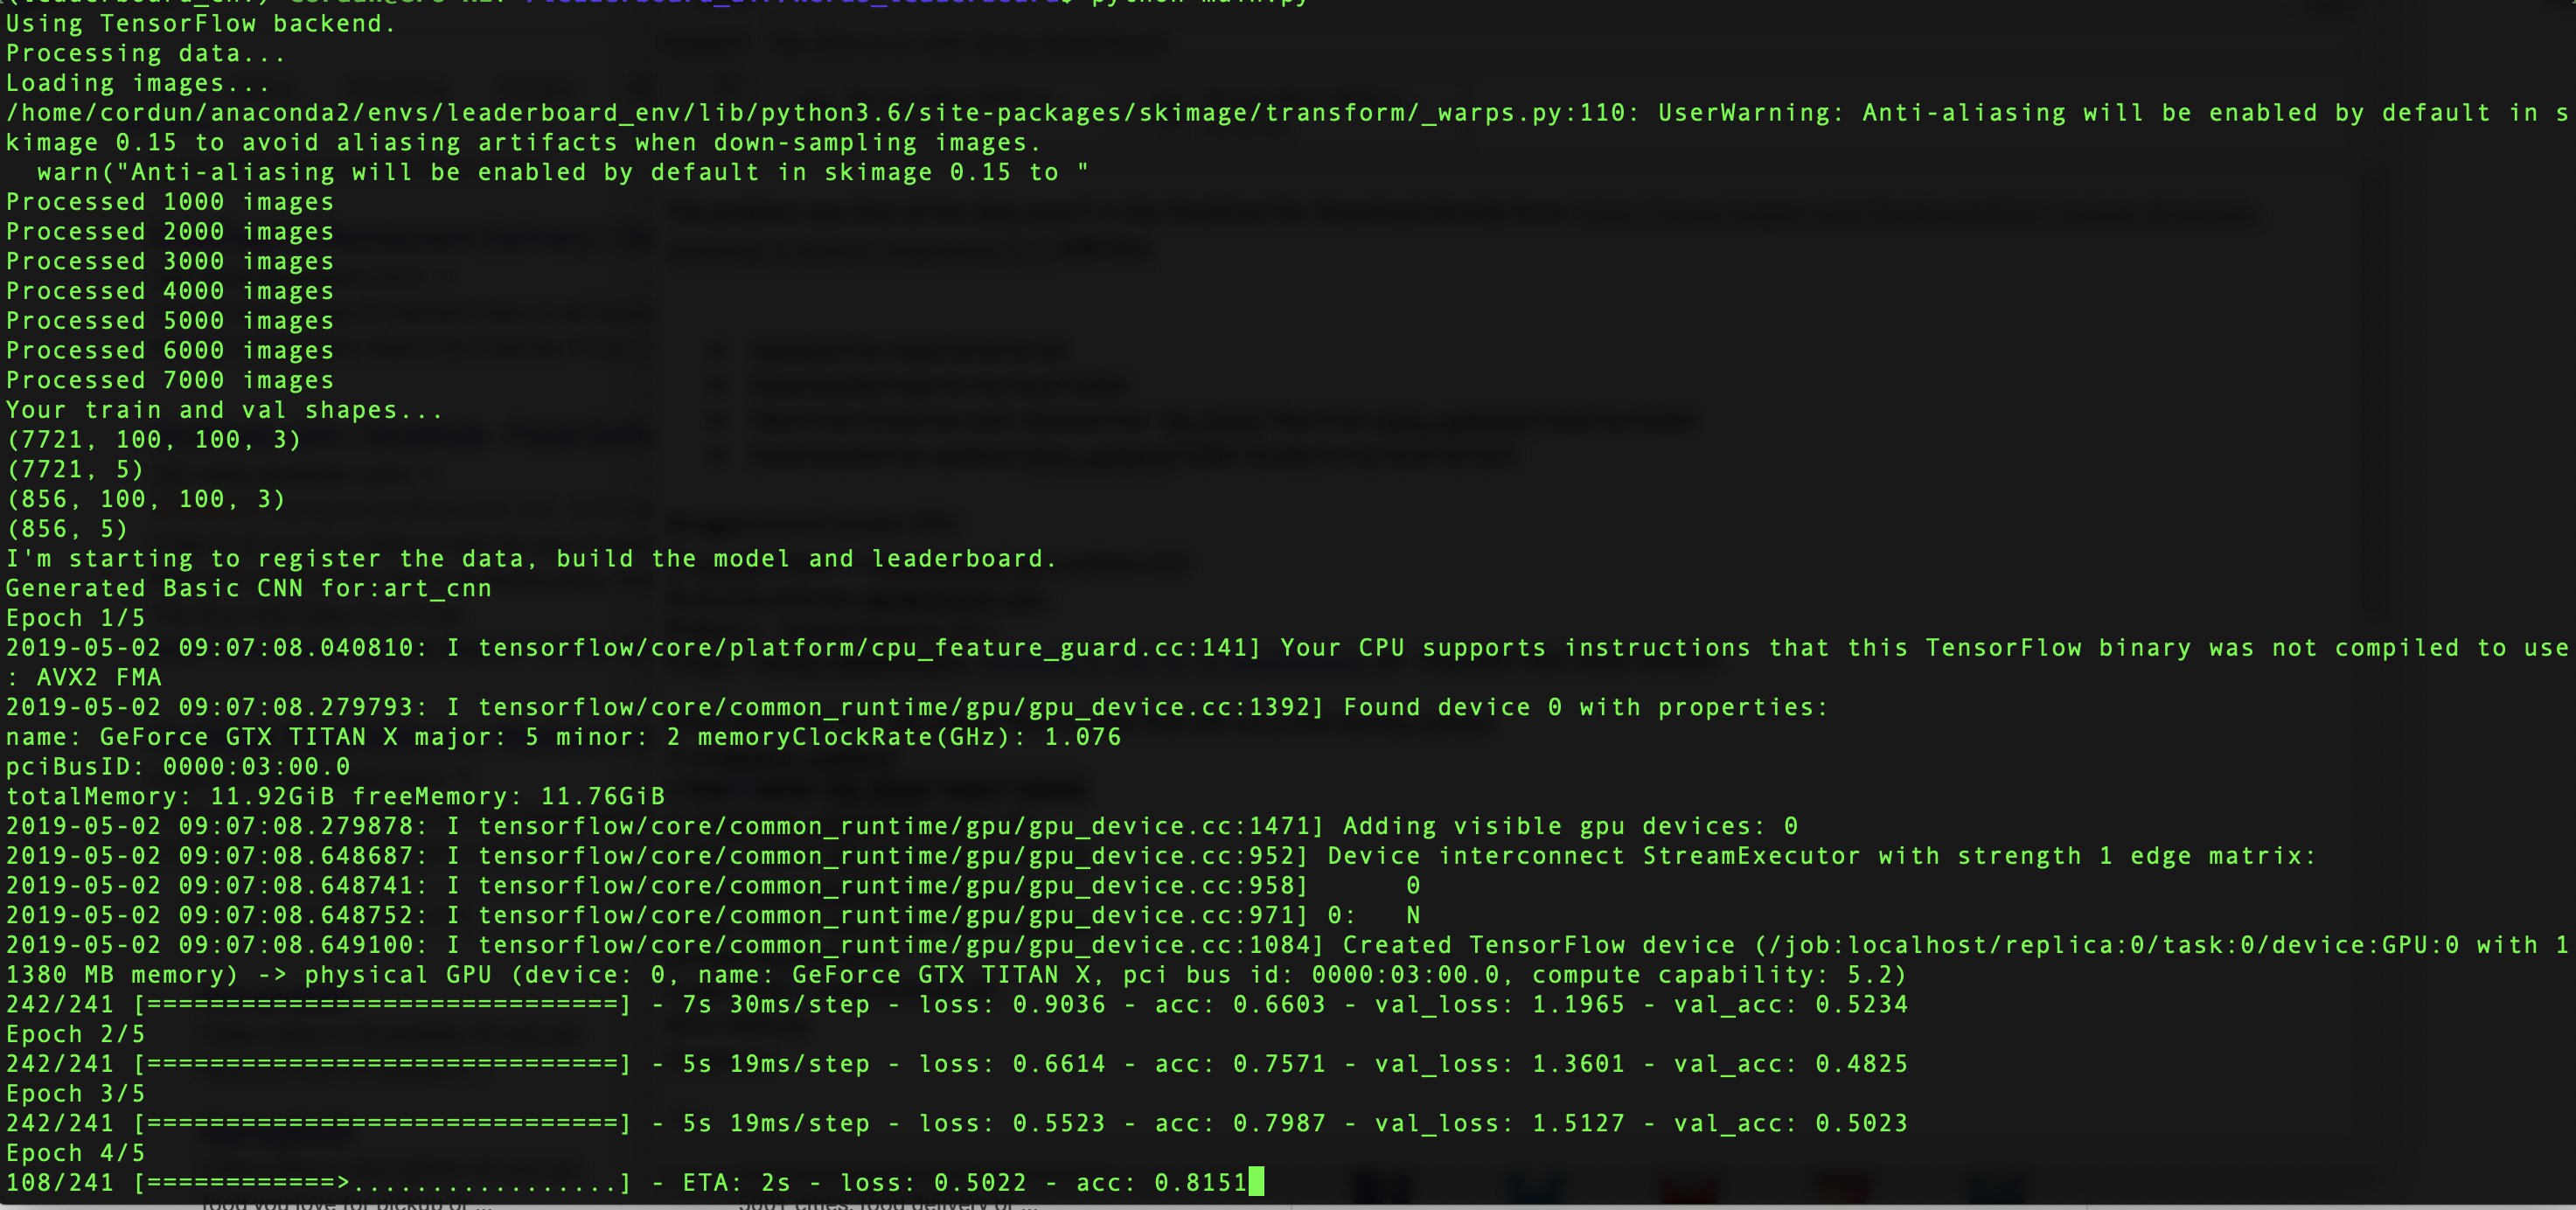 python main.py
Using TensorFlow backend.
Processing data...
Loading images...
/home/cordun/anaconda2/envs/leaderboard_env/lib/python3.6/site-packages/skimage/transform/_warps.py:110: UserWarning: Anti-aliasing will be enabled by default in s
kimage 0.15 to avoid aliasing artifacts when down-sampling images.
  warn("Anti-aliasing will be enabled by default in skimage 0.15 to "
Processed 1000 images
Processed 2000 images
Processed 3000 images
Processed 4000 images
Processed 5000 images
Processed 6000 images
Processed 7000 images
Your train and val shapes...
(7721, 100, 100, 3)
(7721, 5)
(856, 100, 100, 3)
(856, 5)
I'm starting to register the data, build the model and leaderboard.
Generated Basic CNN for:art_cnn
Epoch 1/5
2019-05-02 09:07:08.040810: I tensorflow/core/platform/cpu_feature_guard.cc:141] Your CPU supports instructions that this TensorFlow binary was not compiled to use
: AVX2 FMA
2019-05-02 09:07:08.279793: I tensorflow/core/common_runtime/gpu/gpu_device.cc:1392] Found device 0 with properties:
name: GeForce GTX TITAN X major: 5 minor: 2 memoryClockRate(GHz): 1.076
pciBusID: 0000:03:00.0
totalMemory: 11.92GiB freeMemory: 11.76GiB
2019-05-02 09:07:08.279878: I tensorflow/core/common_runtime/gpu/gpu_device.cc:1471] Adding visible gpu devices: 0
2019-05-02 09:07:08.648687: I tensorflow/core/common_runtime/gpu/gpu_device.cc:952] Device interconnect StreamExecutor with strength 1 edge matrix:
2019-05-02 09:07:08.648741: I tensorflow/core/common_runtime/gpu/gpu_device.cc:958]      0
2019-05-02 09:07:08.648752: I tensorflow/core/common_runtime/gpu/gpu_device.cc:971] 0:   N
2019-05-02 09:07:08.649100: I tensorflow/core/common_runtime/gpu/gpu_device.cc:1084] Created TensorFlow device (/job:localhost/replica:0/task:0/device:GPU:0 with 1
1380 MB memory) -> physical GPU (device: 0, name: GeForce GTX TITAN X, pci bus id: 0000:03:00.0, compute capability: 5.2)
242/241 [==============================] - 7s 30ms/step - loss: 0.9036 - acc: 0.6603 - val_loss: 1.1965 - val_acc: 0.5234
Epoch 2/5
242/241 [==============================] - 5s 19ms/step - loss: 0.6614 - acc: 0.7571 - val_loss: 1.3601 - val_acc: 0.4825
Epoch 3/5
242/241 [==============================] - 5s 19ms/step - loss: 0.5523 - acc: 0.7987 - val_loss: 1.5127 - val_acc: 0.5023
Epoch 4/5
108/241 [============>.................] - ETA: 2s - loss: 0.5022 - acc: 0.8151